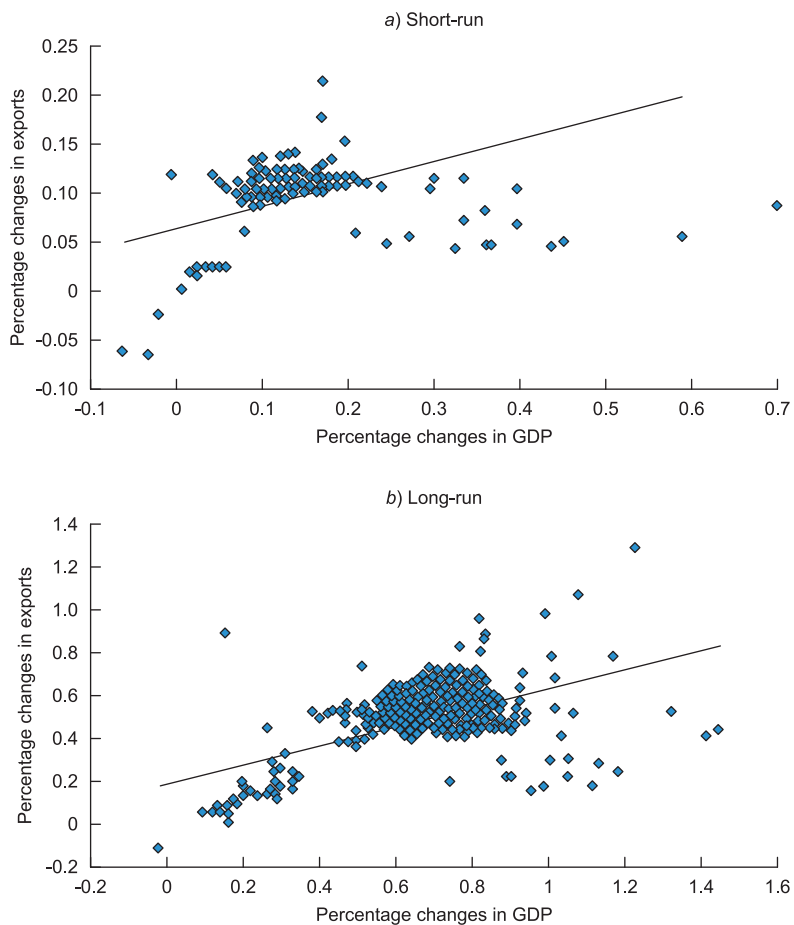 a) Short-run
Percentage changes in exports
0.25
0.20
0.15
0.10
0.05
0
-0.05
-0.10
-0.1 0 0.1 0.2 0.3 0.4 0.5 0.6 0.7
Percentage changes in GDP
b) Long-run
Percentage changes in exports
1.4
1.2
1.0
0.8
0.6
0.4
0.2
0
-0.2
-0.2 0 0.2 0.4 0.6 0.8 1 1.2 1.4 1.6
Percentage changes in GDP